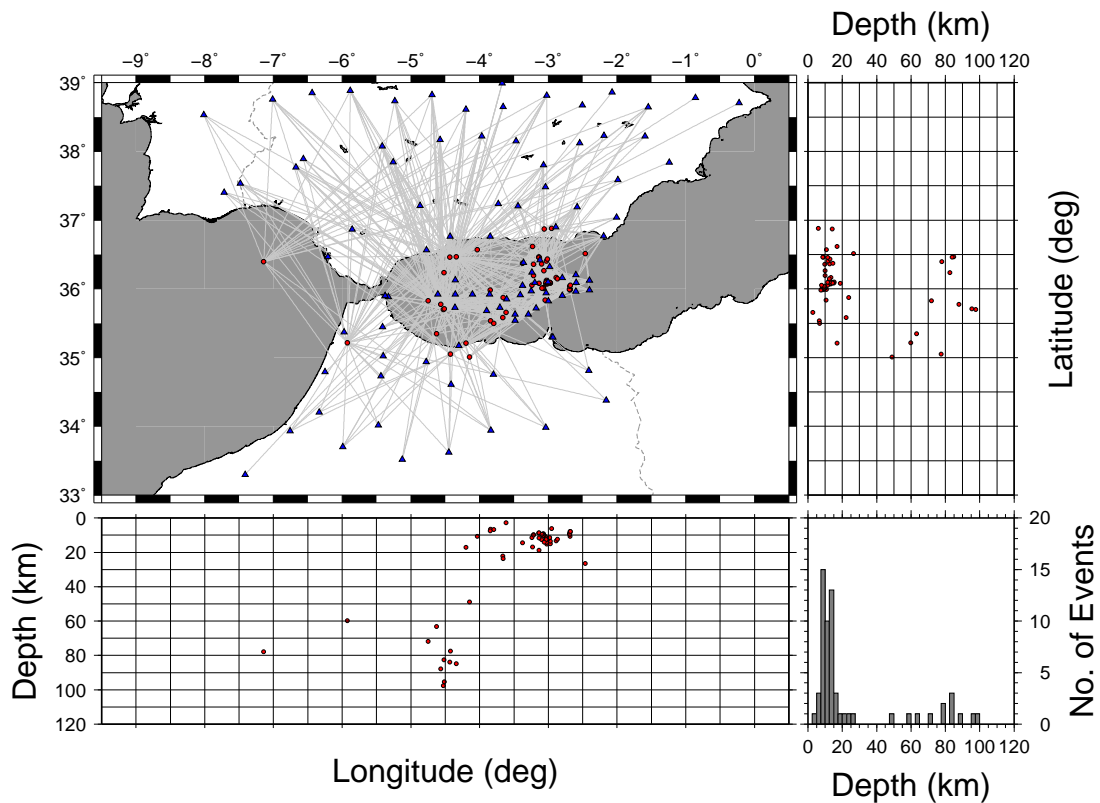 Depth (km)
−9˚ −8˚ −7˚ −6˚ −5˚ −4˚ −3˚ −2˚ −1˚ 0˚
0 20 40 60 80 100 120
39˚
38˚
37˚
36˚
35˚
34˚
33˚
Latitude (deg)
0
20
40
60
80
100
120
Depth (km)
Longitude (deg)
20
15
10
5
0
No. of Events
0 20 40 60 80 100 120
Depth (km)